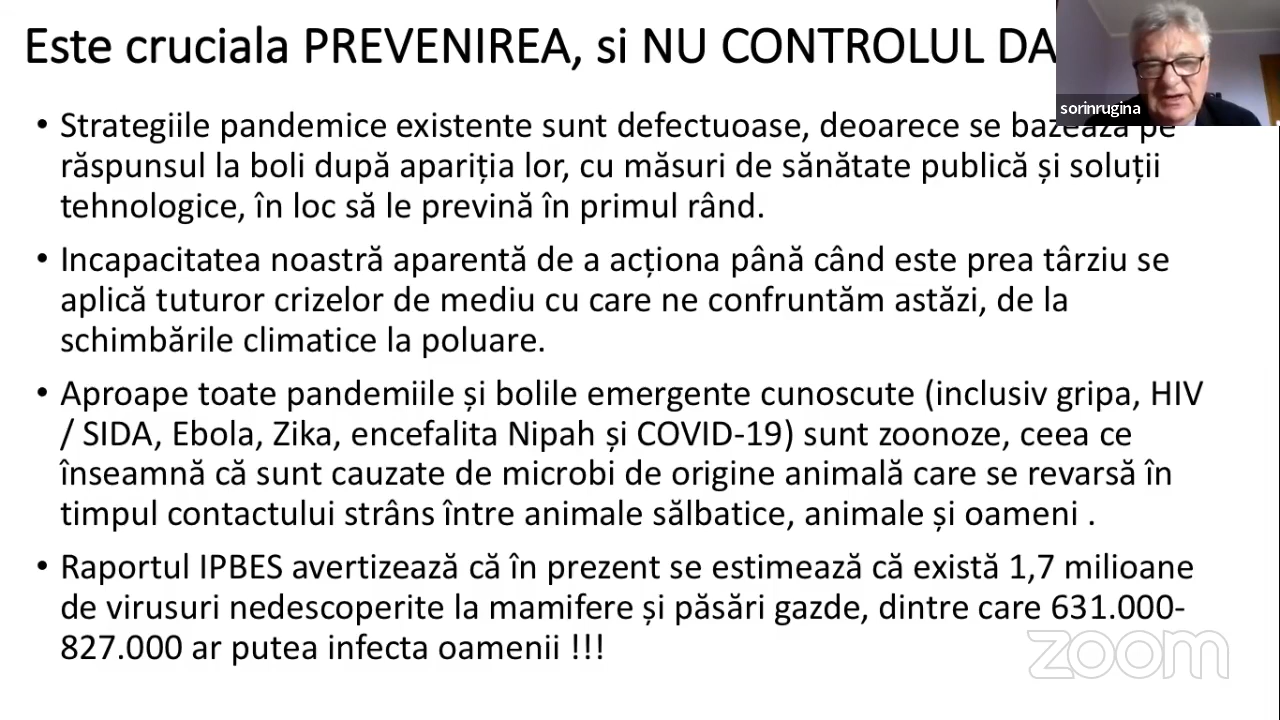 Este cruciala PREVENIREA, si NU CONTROLUL DA
sorinrugina
• Strategiile pandemice existente sunt defectuoase, deoarece se bazează pe
răspunsul la boli după apariția lor, cu măsuri de sănătate publică și soluții
tehnologice, în loc să le prevină în primul rând.
• Incapacitatea noastră aparentă de a acționa până când este prea târziu se
aplică tuturor crizelor de mediu cu care ne confruntăm astăzi, de la
schimbările climatice la poluare.
• Aproape toate pandemiile și bolile emergente cunoscute (inclusiv gripa, HIV
/ SIDA, Ebola, Zika, encefalita Nipah și COVID-19) sunt zoonoze, ceea ce
înseamnă că sunt cauzate de microbi de origine animală care se revarsă în
timpul contactului strâns între animale sălbatice, animale și oameni .
• Raportul IPBES avertizează că în prezent se estimează că există 1,7 milioane
de virusuri nedescoperite la mamifere și păsări gazde, dintre care 631.000-
827.000 ar putea infecta oamenii !!!
zoom